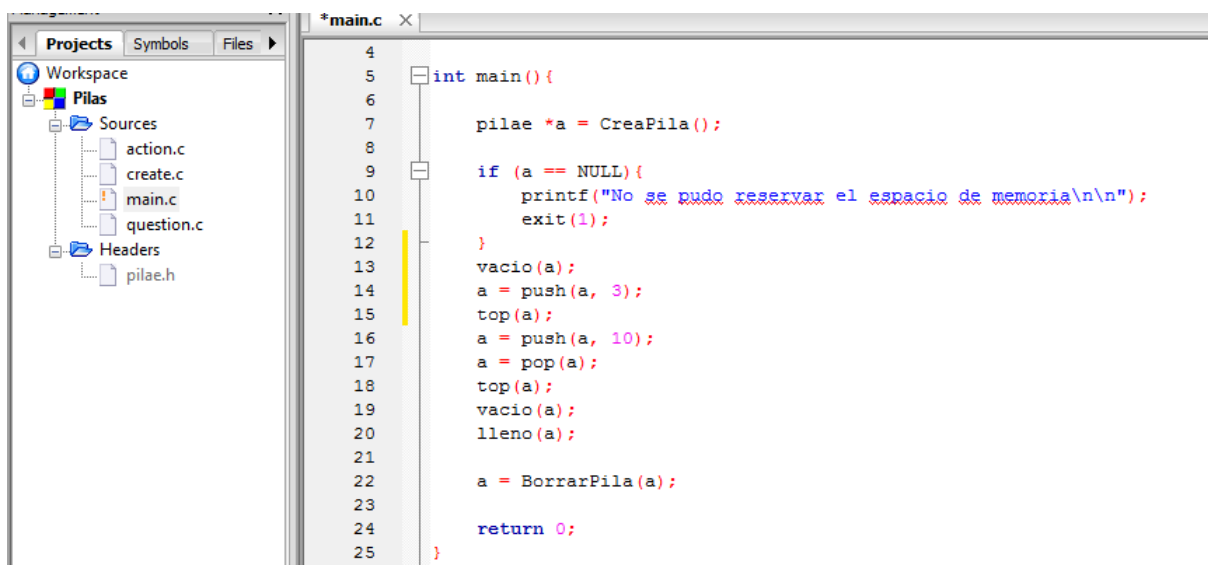 *main.c
Projects Symbols Files
Workspace
Pilas
Sources
action.c
create.c
main.c
question.c
Headers
pilae.h
4
5 int main(){
6
7 pilae *a = CreaPila();
8
9 if (a == NULL){
10 printf("No se pudo reservar el espacio de memoria\n\n");
11 exit(1);
12 }
13 vacio(a);
14 a = push(a, 3);
15 top(a);
16 a = push(a, 10);
17 a = pop(a);
18 top(a);
19 vacio(a);
20 lleno(a);
21
22 a = BorrarPila(a);
23
24 return 0;
25 }